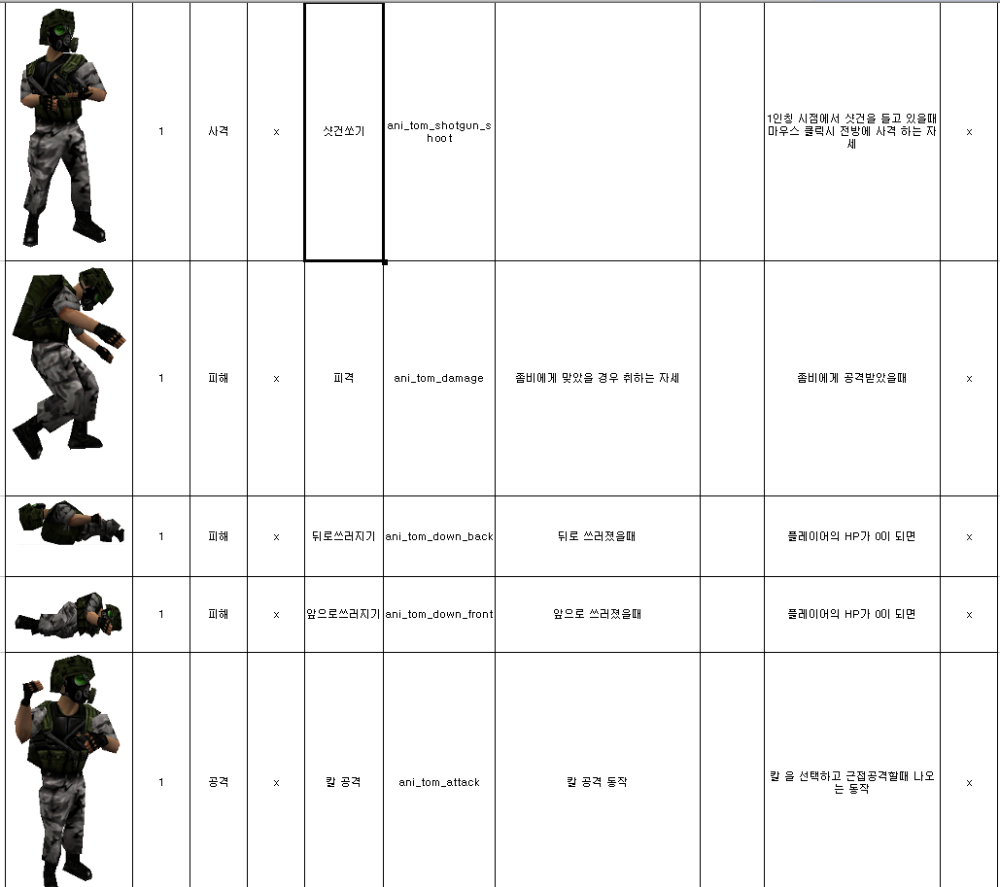 1 사격 x 샷건쏘기 ani_tom_shotgun_s
hoot
1인칭 시점에서 샷건을 들고 있을때
마우스 클릭시 전방에 사격 하는 자
세
x
1 피해 x 피격 ani_tom_damage 좀비에게 맞았을 경우 취하는 자세 좀비에게 공격받았을때 x
1 피해 x 뒤로쓰러지기 ani_tom_down_back 뒤로 쓰러졌을때 플레이어의 HP가 0이 되면 x
1 피해 x 앞으로쓰러지기 ani_tom_down_front 앞으로 쓰러졌을때 플레이어의 HP가 0이 되면 x
1 공격 x 칼 공격 ani_tom_attack 칼 공격 동작
칼 을 선택하고 근접공격할때 나오
는 동작
x